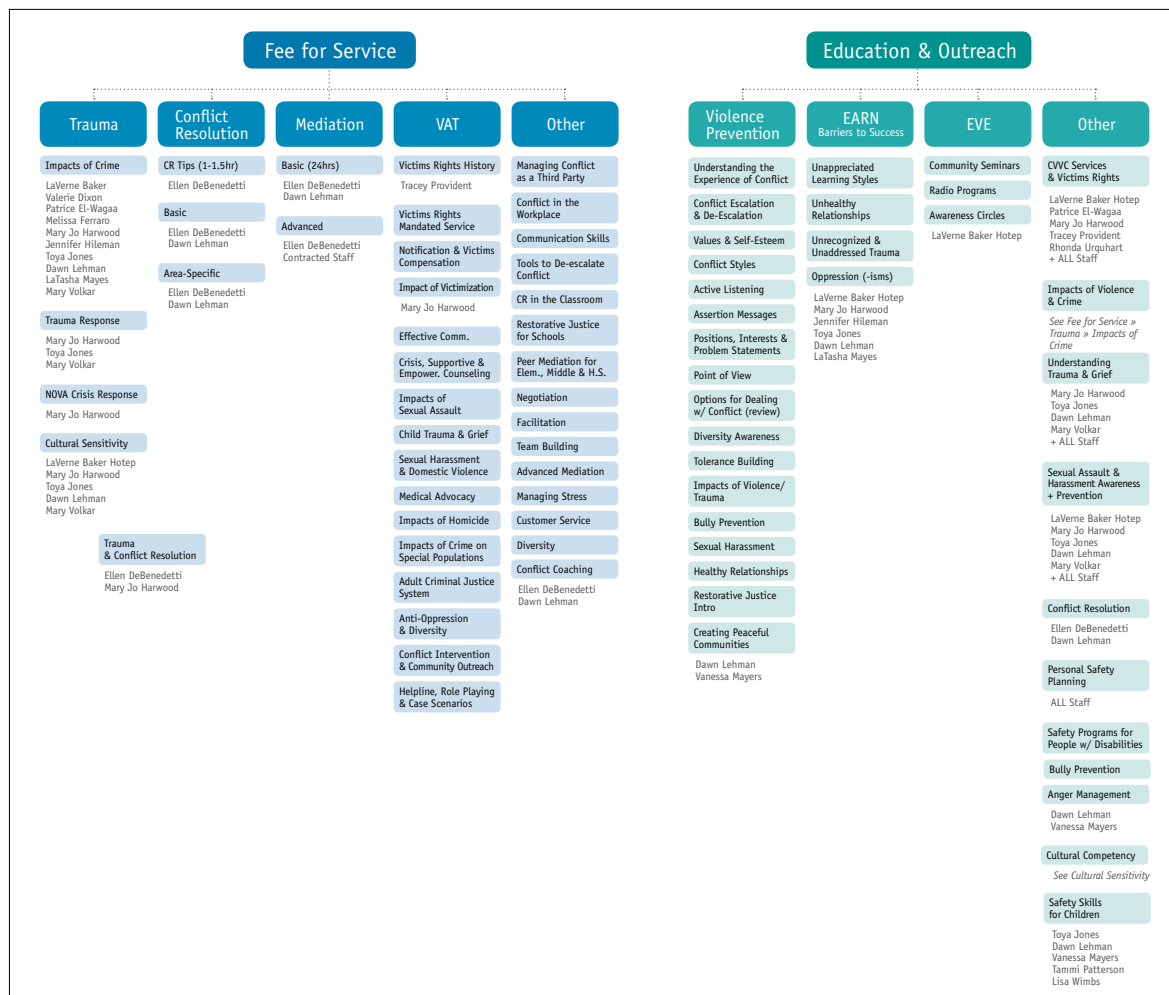 Fee for Service
Trauma
Impacts of Crime
LaVerne Baker
Valerie Dixon
Patrice El-Wagaa
Melissa Ferraro
Mary Jo Harwood
Jennifer Hileman
Toya Jones
Dawn Lehman
LaTasha Mayes
Mary Volkar
Trauma Response
Mary Jo Harwood
Toya Jones
Mary Volkar
NOVA Crisis Response
Mary Jo Harwood
Cultural Sensitivity
LaVerne Baker Hotep
Mary Jo Harwood
Toya Jones
Dawn Lehman
Mary Volkar
Trauma
& Conflict Resolution
Ellen DeBenedetti
Mary Jo Harwood
Conflict
Resolution
CR Tips (1-1.5hr)
Ellen DeBenedetti
Basic
Ellen DeBenedetti
Dawn Lehman
Area-Specific
Ellen DeBenedetti
Dawn Lehman
Mediation
Basic (24hrs)
Ellen DeBenedetti
Dawn Lehman
Advanced
Ellen DeBenedetti
Contracted Staff
VAT
Victims Rights History
Tracey Provident
Victims Rights
Mandated Service
Notification & Victims
Compensation
Impact of Victimization
Mary Jo Harwood
Effective Comm.
Crisis, Supportive &
Empower. Counseling
Impacts of
Sexual Assault
Child Trauma & Grief
Sexual Harassment
& Domestic Violence
Medical Advocacy
Impacts of Homicide
Impacts of Crime on
Special Populations
Adult Criminal Justice
System
Anti-Oppression
& Diversity
Conflict Intervention
& Community Outreach
Helpline, Role Playing
& Case Scenarios
Other
Managing Conflict
as a Third Party
Conflict in the
Workplace
Communication Skills
Tools to De-escalate
Conflict
CR in the Classroom
Restorative Justice
for Schools
Peer Mediation for
Elem., Middle & H.S.
Negotiation
Facilitation
Team Building
Advanced Mediation
Managing Stress
Customer Service
Diversity
Conflict Coaching
Ellen DeBenedetti
Dawn Lehman
Education & Outreach
Violence
Prevention
Understanding the
Experience of Conflict
Conflict Escalation
& De-Escalation
Values & Self-Esteem
Conflict Styles
Active Listening
Assertion Messages
Positions, Interests &
Problem Statements
Point of View
Options for Dealing
w/ Conflict (review)
Diversity Awareness
Tolerance Building
Impacts of Violence/
Trauma
Bully Prevention
Sexual Harassment
Healthy Relationships
Restorative Justice
Intro
Creating Peaceful
Communities
Dawn Lehman
Vanessa Mayers
EARN
Barriers to Success
Unappreciated
Learning Styles
Unhealthy
Relationships
Unrecognized &
Unaddressed Trauma
Oppression (-isms)
LaVerne Baker Hotep
Mary Jo Harwood
Jennifer Hileman
Toya Jones
Dawn Lehman
LaTasha Mayes
EVE
Community Seminars
Radio Programs
Awareness Circles
LaVerne Baker Hotep
Other
CVVC Services
& Victims Rights
LaVerne Baker Hotep
Patrice El-Wagaa
Mary Jo Harwood
Tracey Provident
Rhonda Urquhart
+ ALL Staff
Impacts of Violence
& Crime
See Fee for Service »
Trauma » Impacts of
Crime
Understanding
Trauma & Grief
Mary Jo Harwood
Toya Jones
Dawn Lehman
Mary Volkar
+ ALL Staff
Sexual Assault &
Harassment Awareness
+ Prevention
LaVerne Baker Hotep
Mary Jo Harwood
Toya Jones
Dawn Lehman
Mary Volkar
+ ALL Staff
Conflict Resolution
Ellen DeBenedetti
Dawn Lehman
Personal Safety
Planning
ALL Staff
Safety Programs for
People w/ Disabilities
Bully Prevention
Anger Management
Dawn Lehman
Vanessa Mayers
Cultural Competency
See Cultural Sensitivity
Safety Skills
for Children
Toya Jones
Dawn Lehman
Vanessa Mayers
Tammi Patterson
Lisa Wimbs